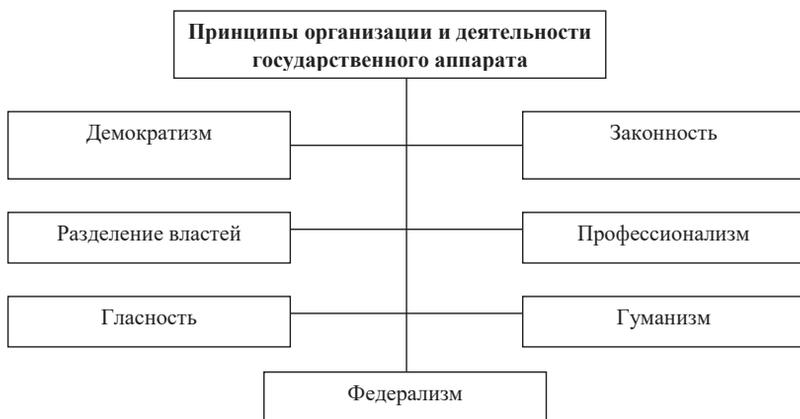 Принципы организации и деятельности
государственного аппарата
Демократизм
Законность
Разделение властей
Профессионализм
Гласность
Гуманизм
Федерализм